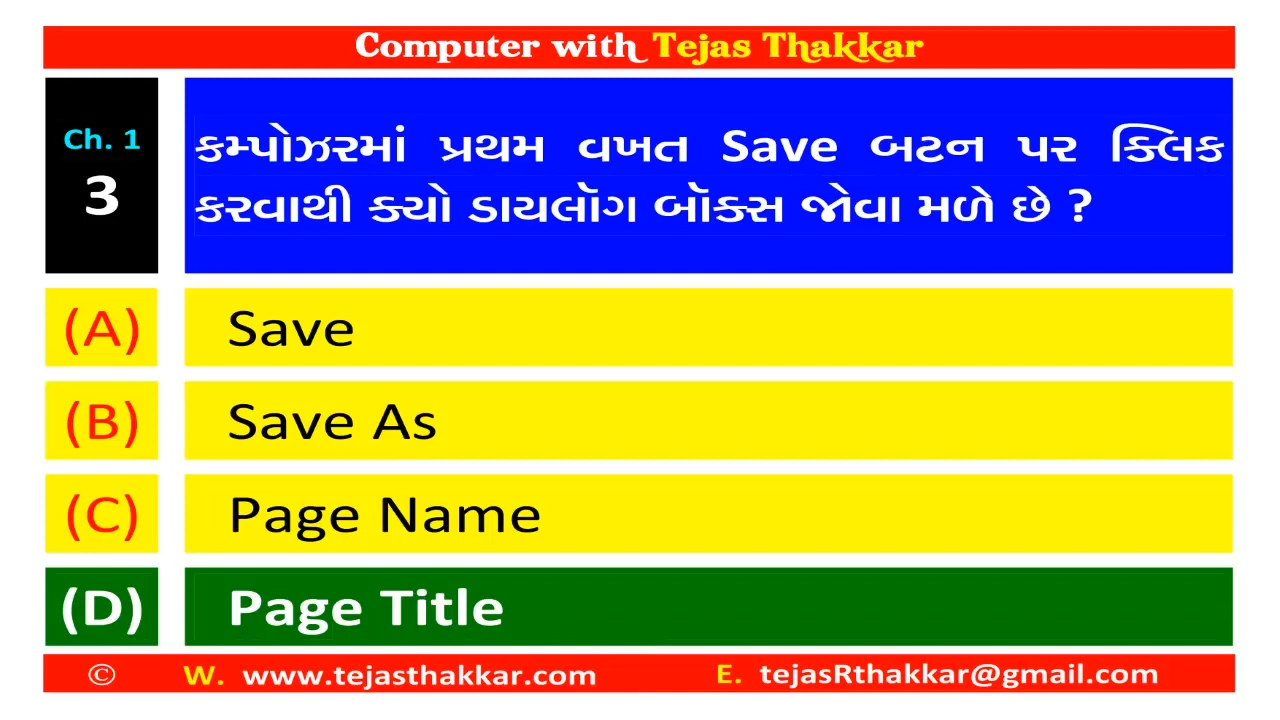 Computer with Tejas Thakkar
Ch. 1
3
કમ્પોઝરમાં પ્રથમ વખત Save બટન પર ક્લિક
કરવાથી ક્યો ડાયલૉગ બૉક્સ જોવા મળે છે ?
(A) Save
(B) Save As
(C) Page Name
(D) Page Title
© W. www.tejasthakkar.com E. tejasRthakkar@gmail.com